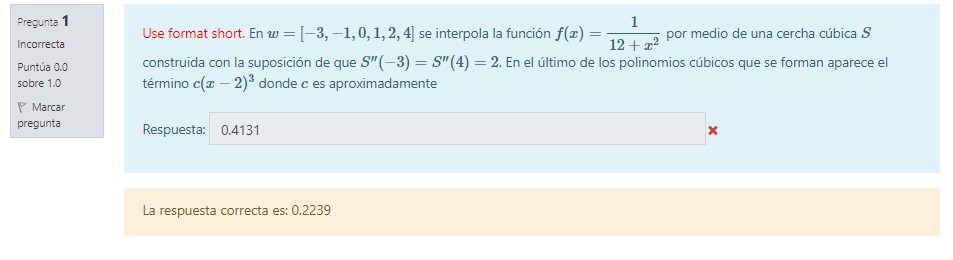 Pregunta 1
Incorrecta
Puntúa 0.0
sobre 1.0
Marcar
pregunta
Use format short. En w = [−3, −1, 0, 1, 2, 4] se interpola la función f(x) = 1/(12 + x²) por medio de una cercha cúbica S
construida con la suposición de que S″(−3) = S″(4) = 2. En el último de los polinomios cúbicos que se forman aparece el
término c(x − 2)³ donde c es aproximadamente
Respuesta: 0.4131
La respuesta correcta es: 0.2239